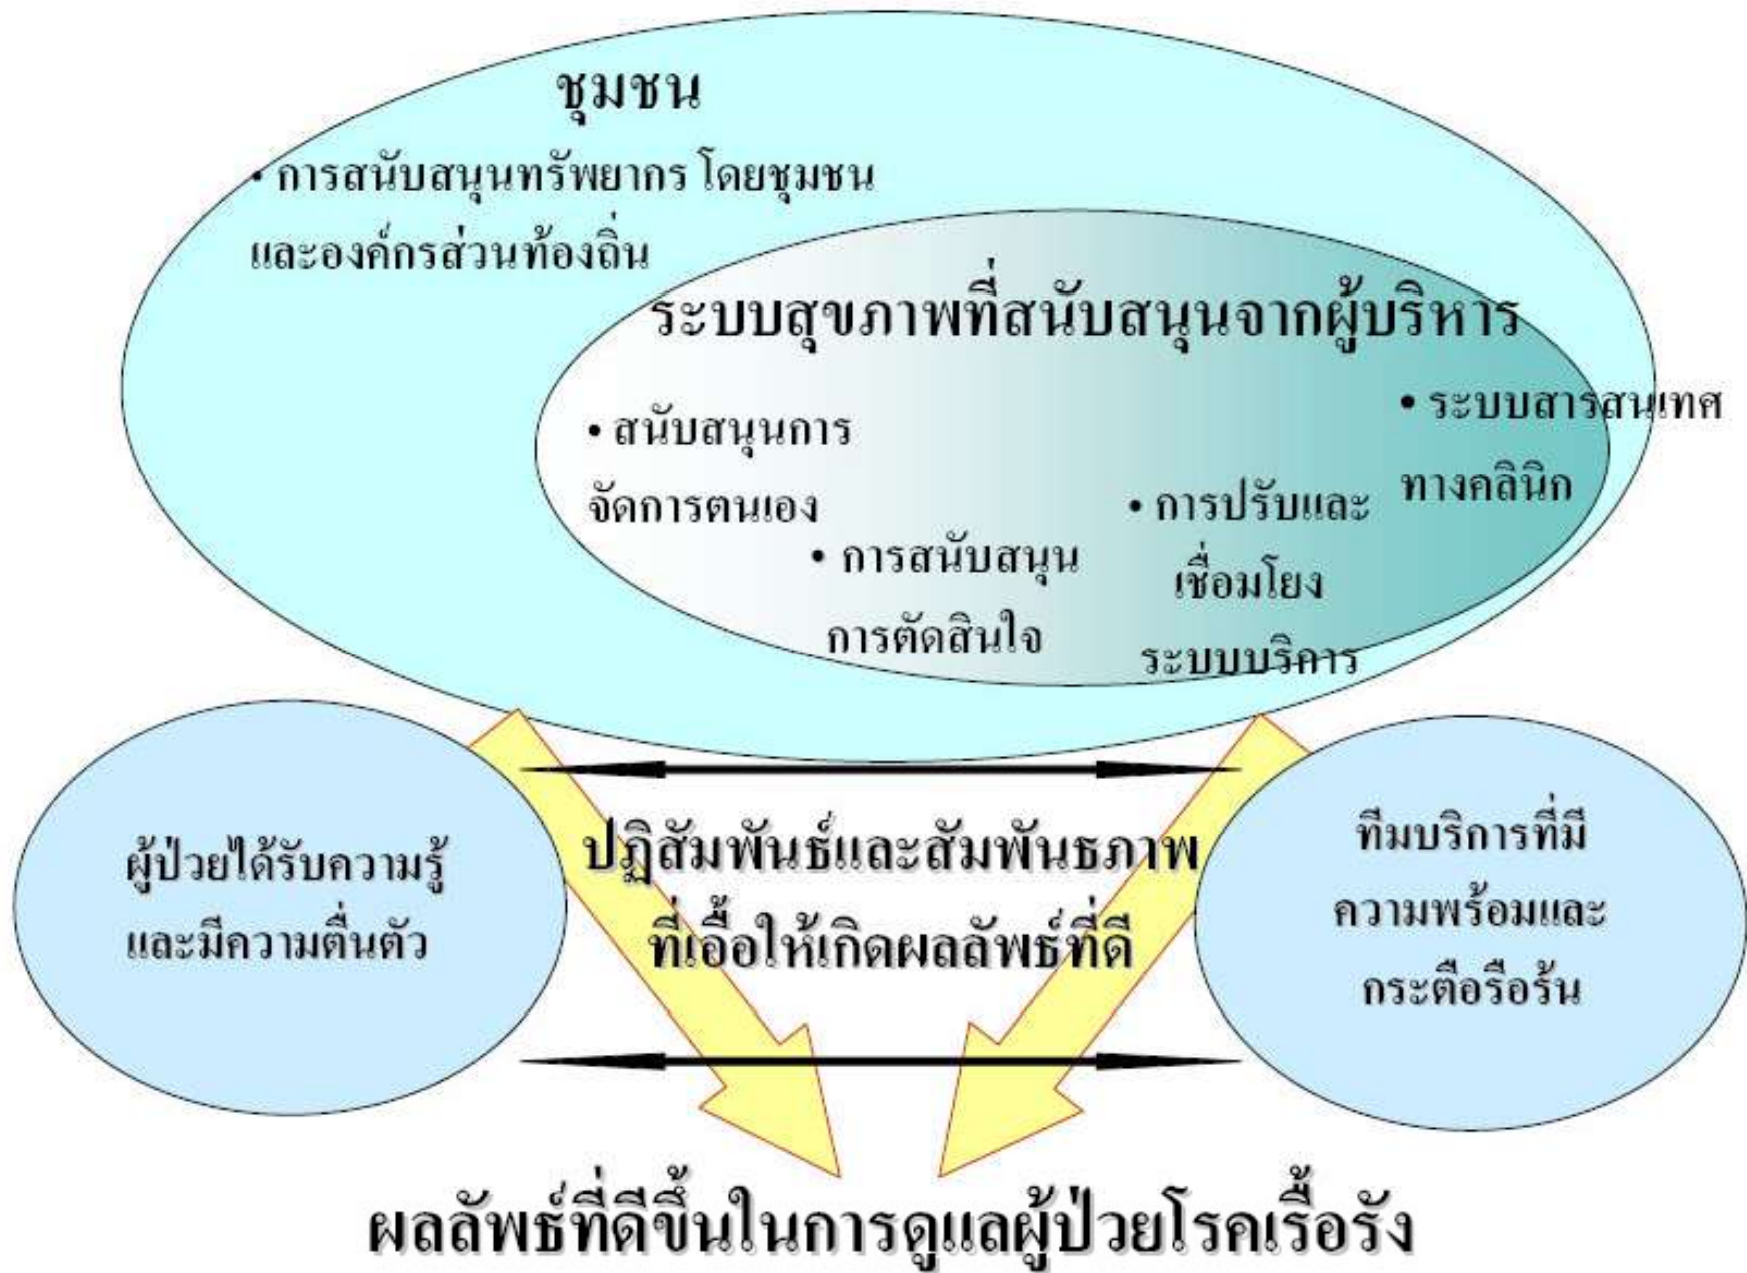 ชุมชน
• การสนับสนุนทรัพยากร โดยชุมชน
และองค์กรส่วนท้องถิ่น
ระบบสุขภาพที่สนับสนุนจากผู้บริหาร
• สนับสนุนการ
จัดการตนเอง
• การสนับสนุน
การตัดสินใจ
• การปรับและ
เชื่อมโยง
ระบบบริการ
• ระบบสารสนเทศ
ทางคลินิก
ผู้ป่วยได้รับความรู้
และมีความตื่นตัว
ปฏิสัมพันธ์และสัมพันธภาพ
ที่เอื้อให้เกิดผลลัพธ์ที่ดี
ทีมบริการที่มี
ความพร้อมและ
กระตือรือร้น
ผลลัพธ์ที่ดีขึ้นในการดูแลผู้ป่วยโรคเรื้อรัง